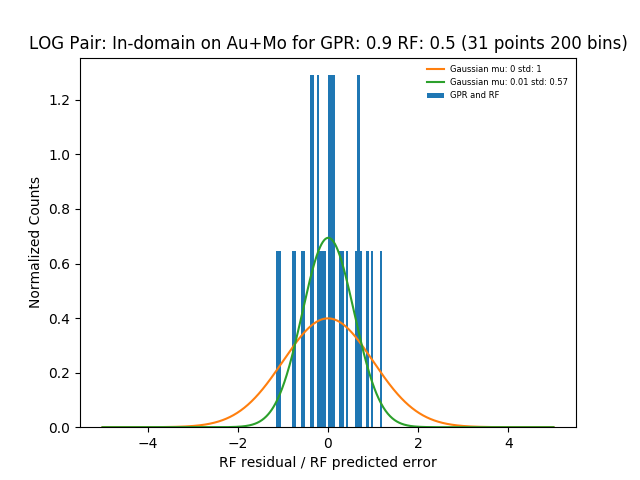 LOG Pair: In-domain on Au+Mo for GPR: 0.9 RF: 0.5 (31 points 200 bins)
Gaussian mu: 0 std: 1
Gaussian mu: 0.01 std: 0.57
GPR and RF
Normalized Counts
1.2
1.0
0.8
0.6
0.4
0.2
0.0
−4 −2 0 2 4
RF residual / RF predicted error